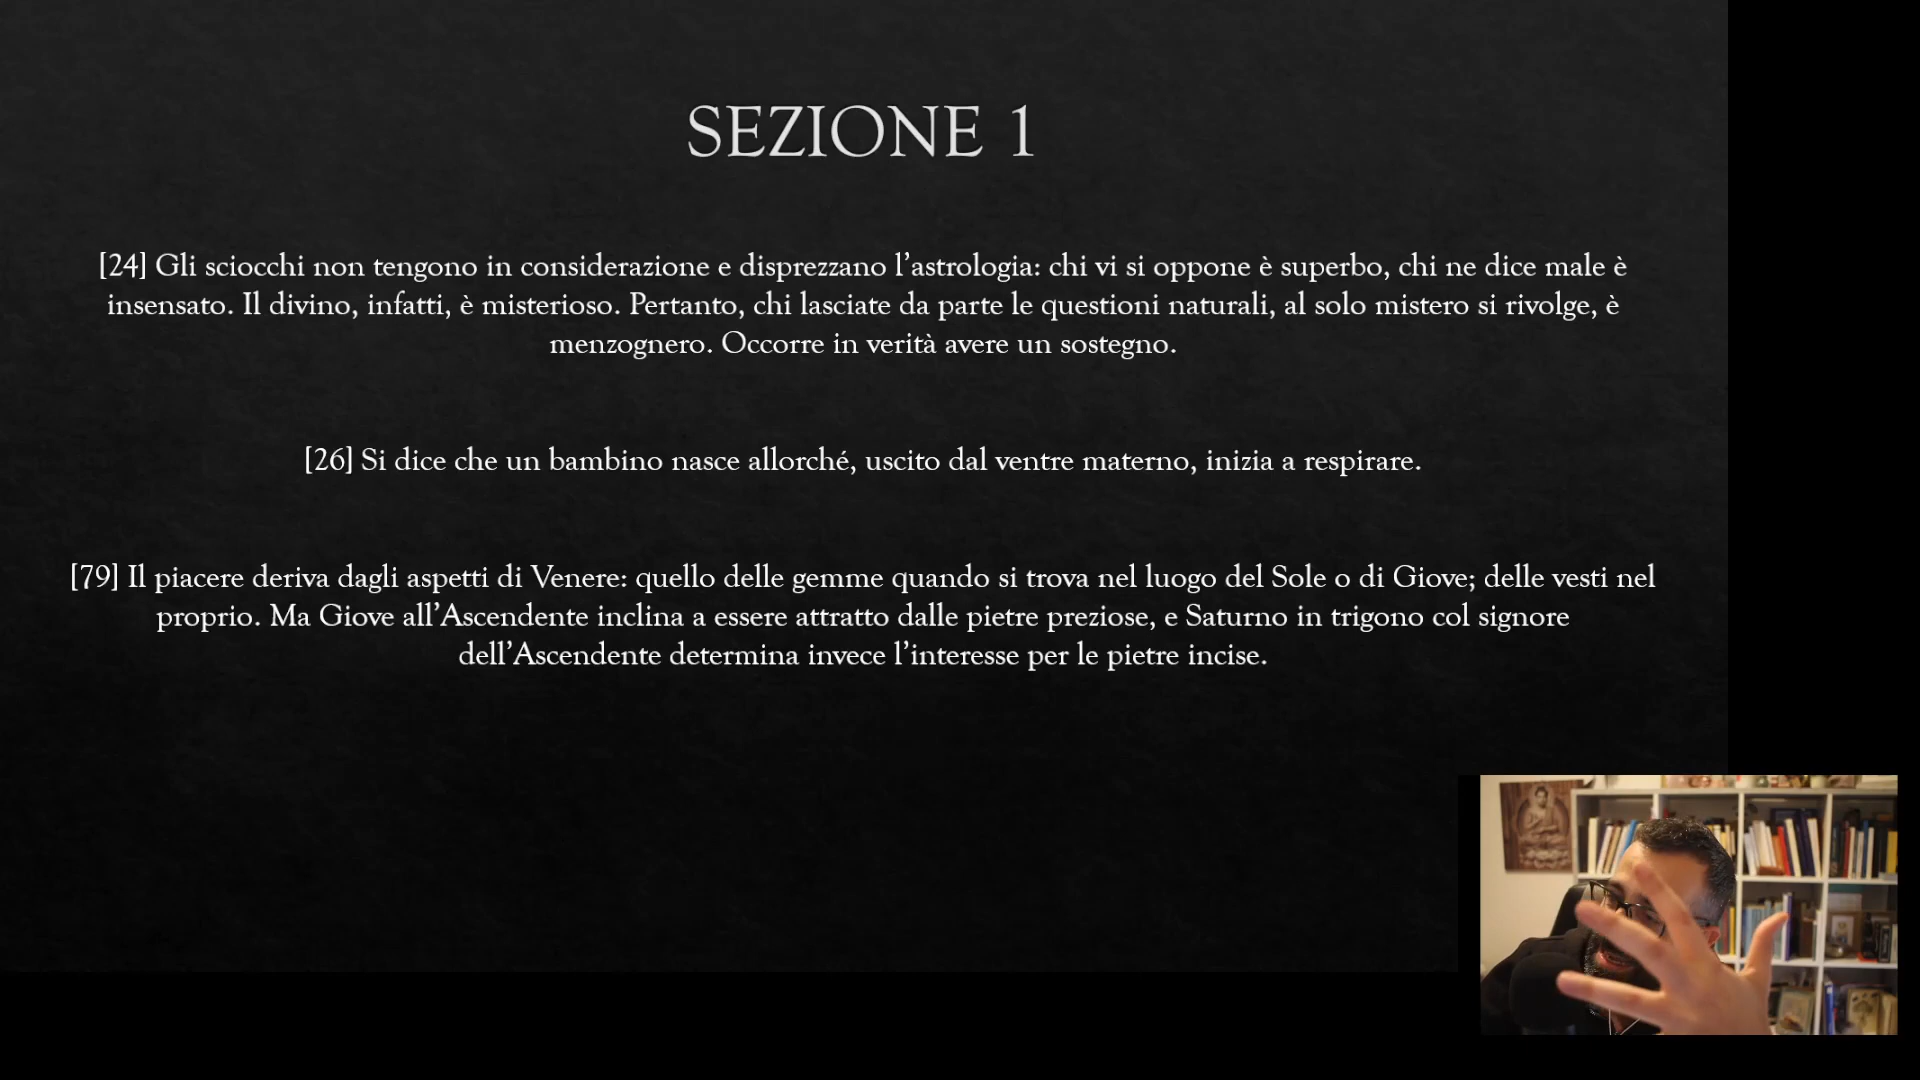 SEZIONE 1
[24] Gli sciocchi non tengono in considerazione e disprezzano l’astrologia: chi vi si oppone è superbo, chi ne dice male è
insensato. Il divino, infatti, è misterioso. Pertanto, chi lasciate da parte le questioni naturali, al solo mistero si rivolge, è
menzognero. Occorre in verità avere un sostegno.
[26] Si dice che un bambino nasce allorché, uscito dal ventre materno, inizia a respirare.
[79] Il piacere deriva dagli aspetti di Venere: quello delle gemme quando si trova nel luogo del Sole o di Giove; delle vesti nel
proprio. Ma Giove all’Ascendente inclina a essere attratto dalle pietre preziose, e Saturno in trigono col signore
dell’Ascendente determina invece l’interesse per le pietre incise.